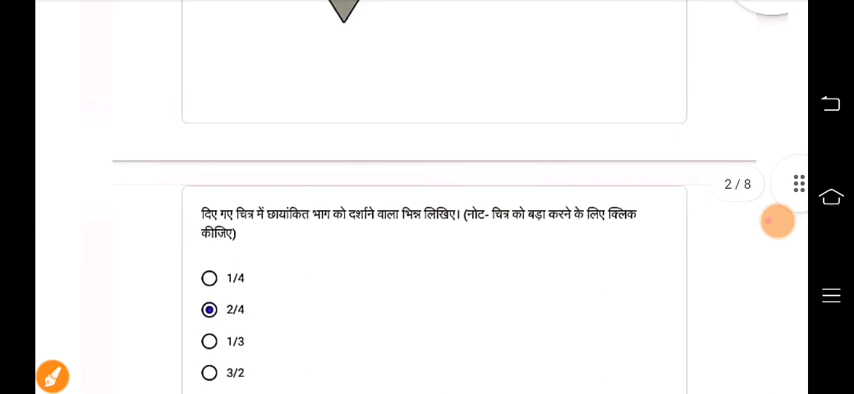 2 / 8
दिए गए चित्र में छायांकित भाग को दर्शाने वाला भिन्न लिखिए। (नोट- चित्र को बड़ा करने के लिए क्लिक
कीजिए)
1/4
2/4
1/3
3/2